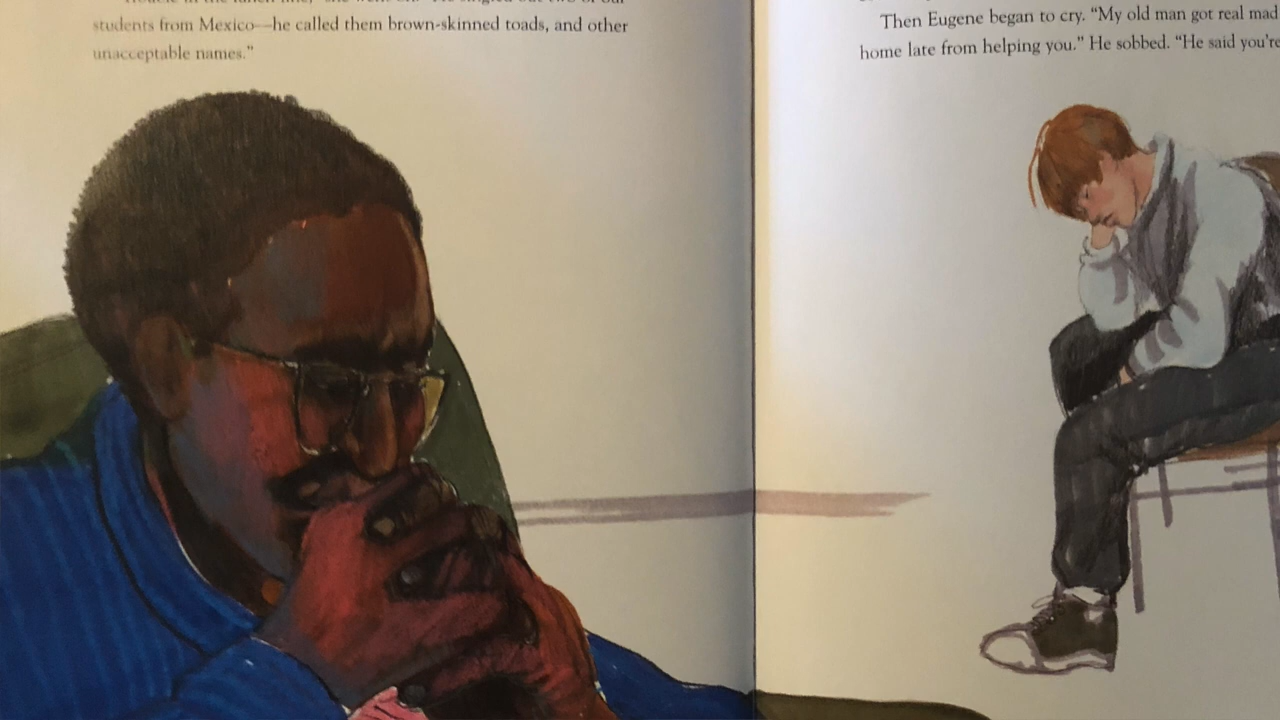 students from Mexico—he called them brown-skinned toads, and other
unacceptable names.”
Then Eugene began to cry. “My old man got real mad
home late from helping you.” He sobbed. “He said you’re